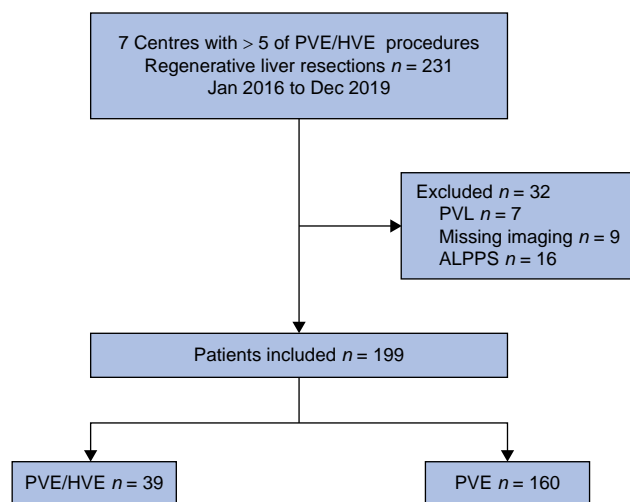 7 Centres with > 5 of PVE/HVE procedures
Regenerative liver resections n = 231
Jan 2016 to Dec 2019
Excluded n = 32
PVL n = 7
Missing imaging n = 9
ALPPS n = 16
Patients included n = 199
PVE/HVE n = 39
PVE n = 160